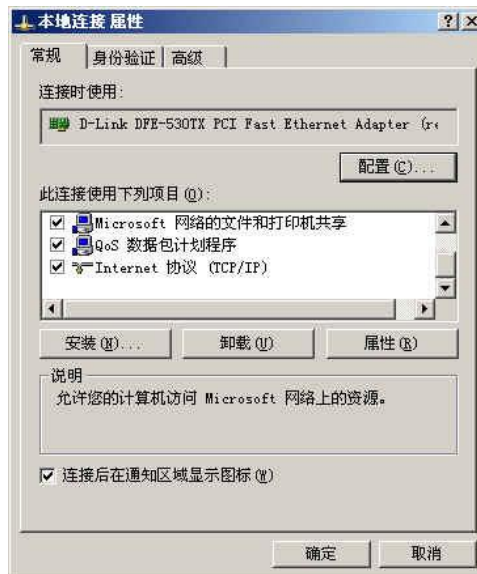 本地连接 属性
常规 身份验证 高级
连接时使用:
D-Link DFE-530TX PCI Fast Ethernet Adapter (re
配置(C)...
此连接使用下列项目(O):
Microsoft 网络的文件和打印机共享
QoS 数据包计划程序
Internet 协议 (TCP/IP)
安装(N)... 卸载(U) 属性(R)
说明
允许您的计算机访问 Microsoft 网络上的资源。
连接后在通知区域显示图标(W)
确定 取消